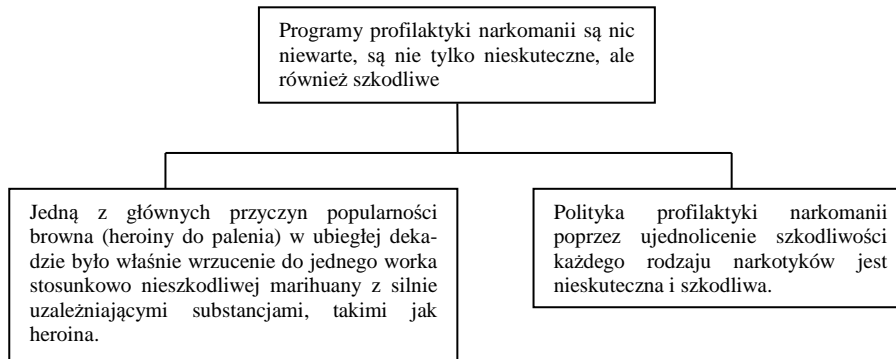 Programy profilaktyki narkomanii są nic
niewarte, są nie tylko nieskuteczne, ale
również szkodliwe
Jedną z głównych przyczyn popularności
browna (heroiny do palenia) w ubiegłej deka-
dzie było właśnie wrzucenie do jednego worka
stosunkowo nieszkodliwej marihuany z silnie
uzależniającymi substancjami, takimi jak
heroina.
Polityka profilaktyki narkomanii
poprzez ujednolicenie szkodliwości
każdego rodzaju narkotyków jest
nieskuteczna i szkodliwa.